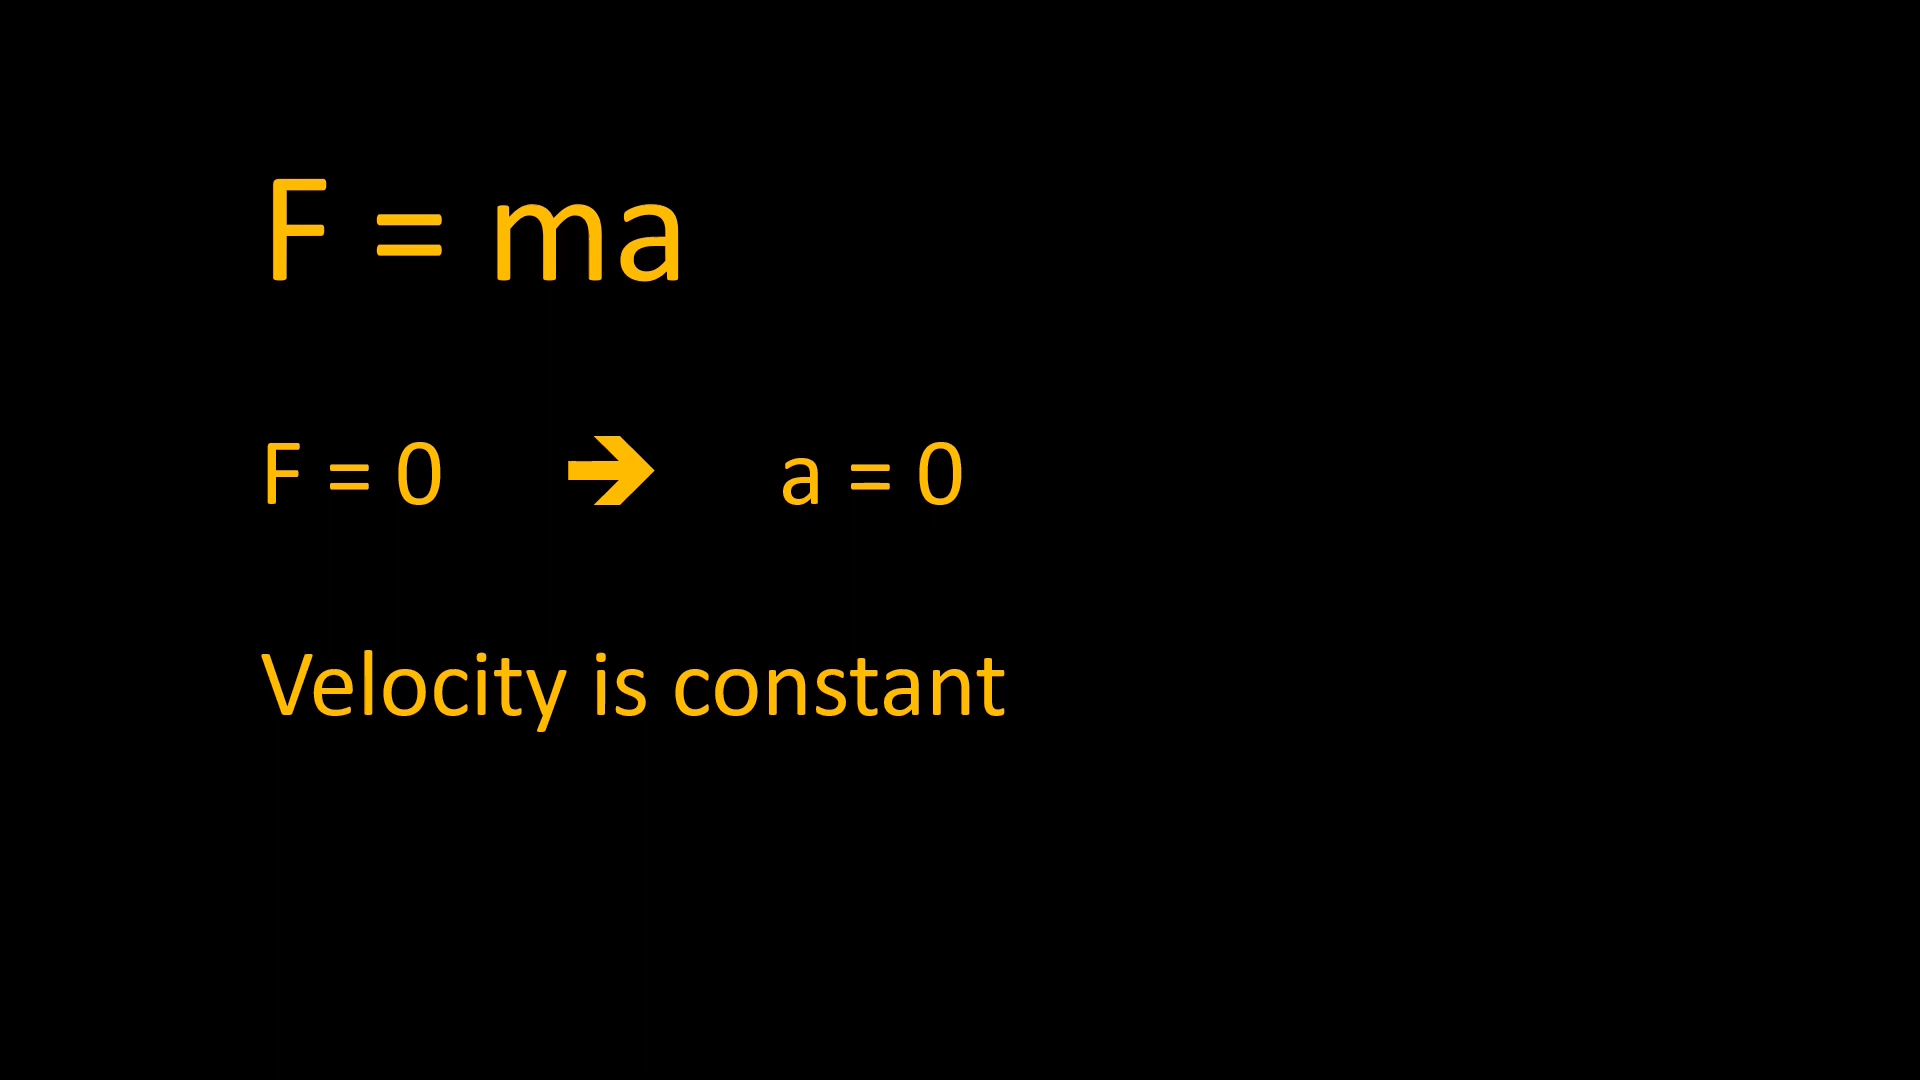 F = ma
F = 0 🡺 a = 0
Velocity is constant